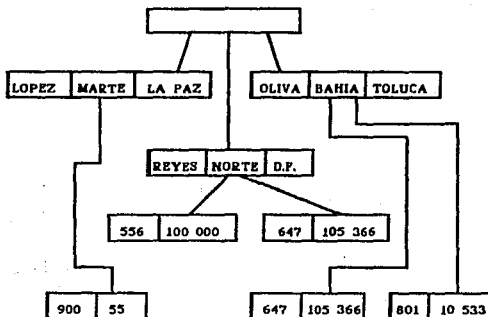 LOPEZ MARTE LA PAZ OLIVA BAHIA TOLUCA
REYES NORTE D.F.
556 100 000 647 105 366
900 55 647 105 366 801 10 533